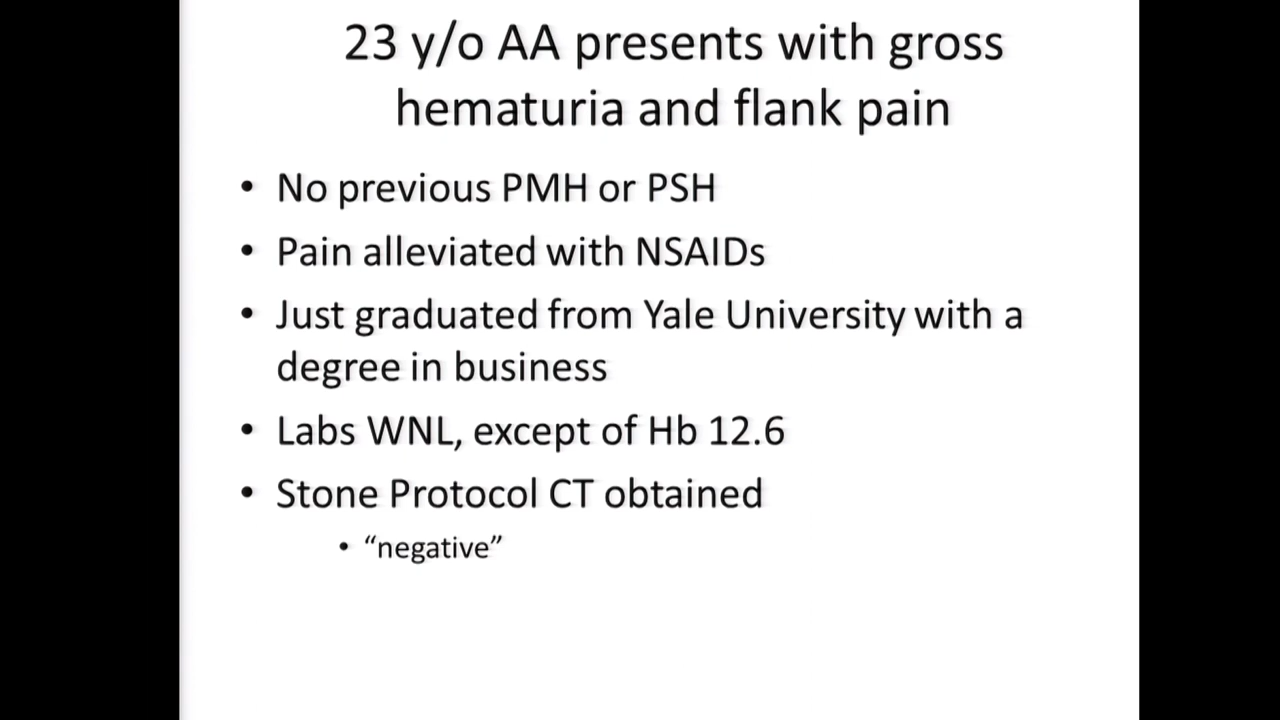 23 y/o AA presents with gross
hematuria and flank pain
• No previous PMH or PSH
• Pain alleviated with NSAIDs
• Just graduated from Yale University with a
degree in business
• Labs WNL, except of Hb 12.6
• Stone Protocol CT obtained
• “negative”